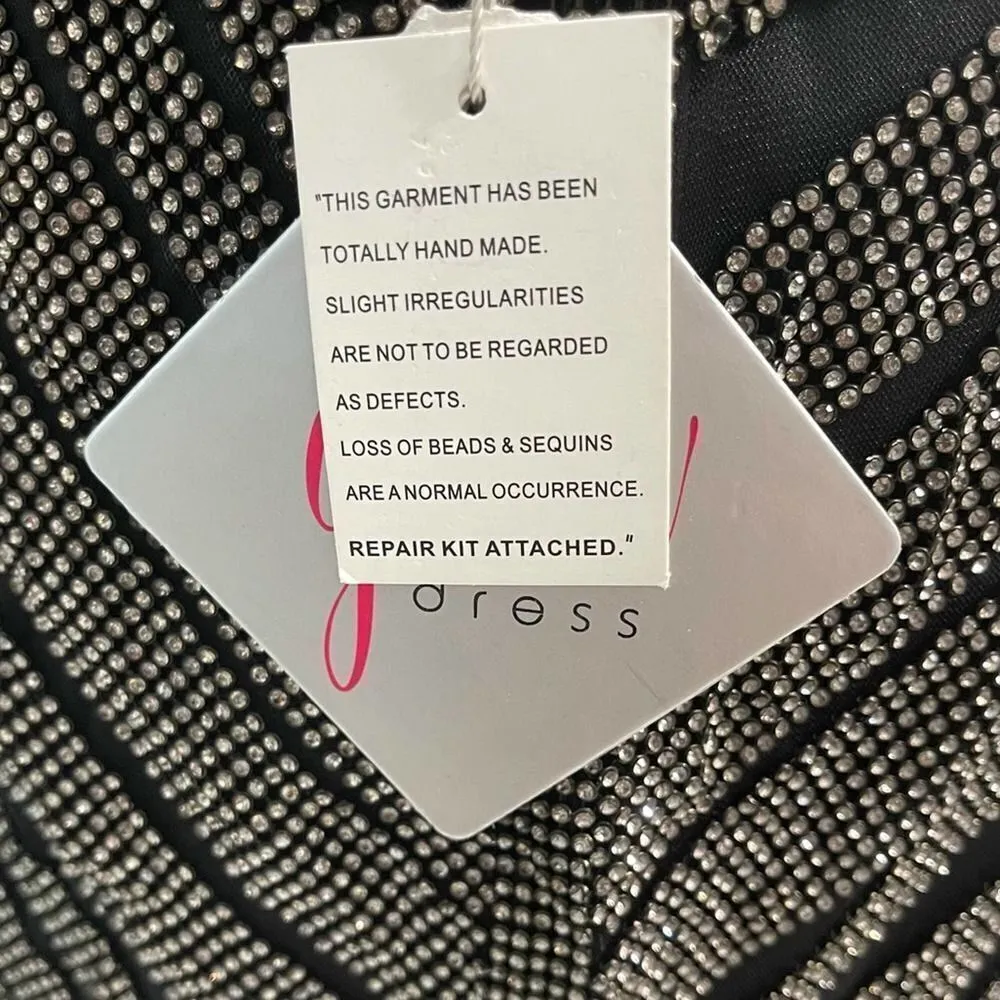 "THIS GARMENT HAS BEEN
TOTALLY HAND MADE.
SLIGHT IRREGULARITIES
ARE NOT TO BE REGARDED
AS DEFECTS.
LOSS OF BEADS & SEQUINS
ARE A NORMAL OCCURRENCE.
REPAIR KIT ATTACHED."
dress